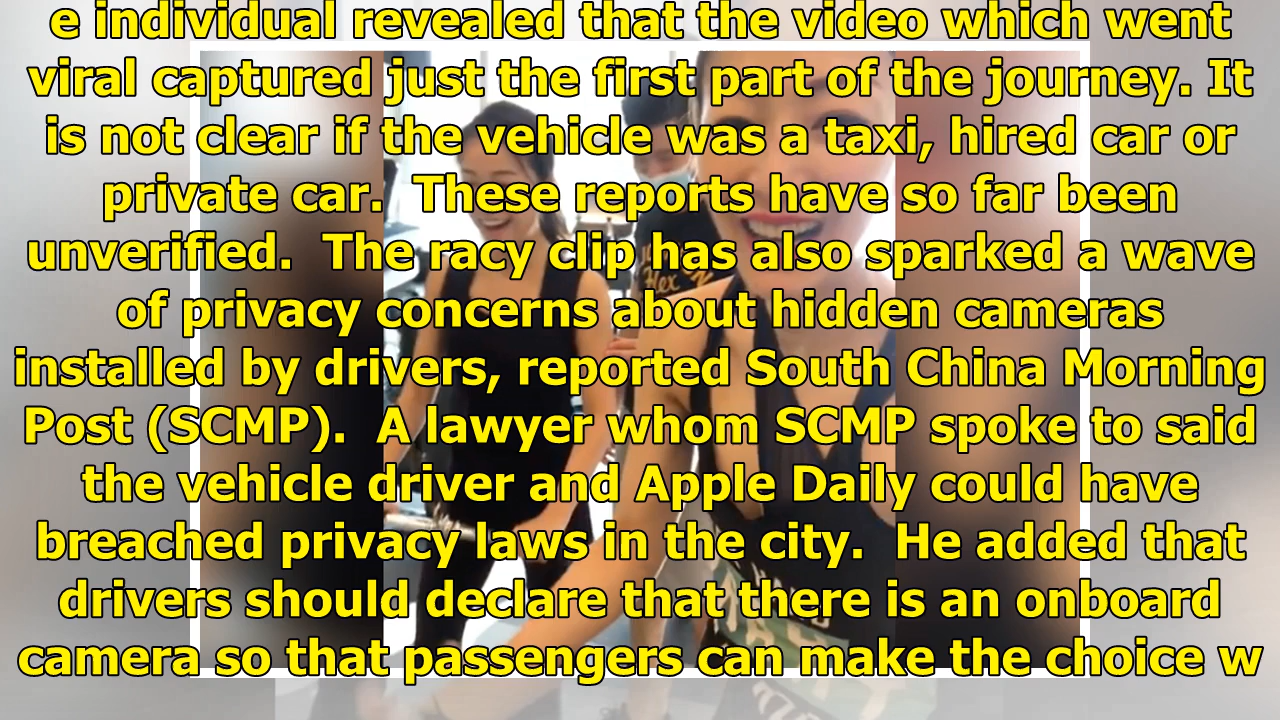 e individual revealed that the video which went
viral captured just the first part of the journey. It
is not clear if the vehicle was a taxi, hired car or
private car.  These reports have so far been
unverified.  The racy clip has also sparked a wave
of privacy concerns about hidden cameras
installed by drivers, reported South China Morning
Post (SCMP).  A lawyer whom SCMP spoke to said
the vehicle driver and Apple Daily could have
breached privacy laws in the city.  He added that
drivers should declare that there is an onboard
camera so that passengers can make the choice w